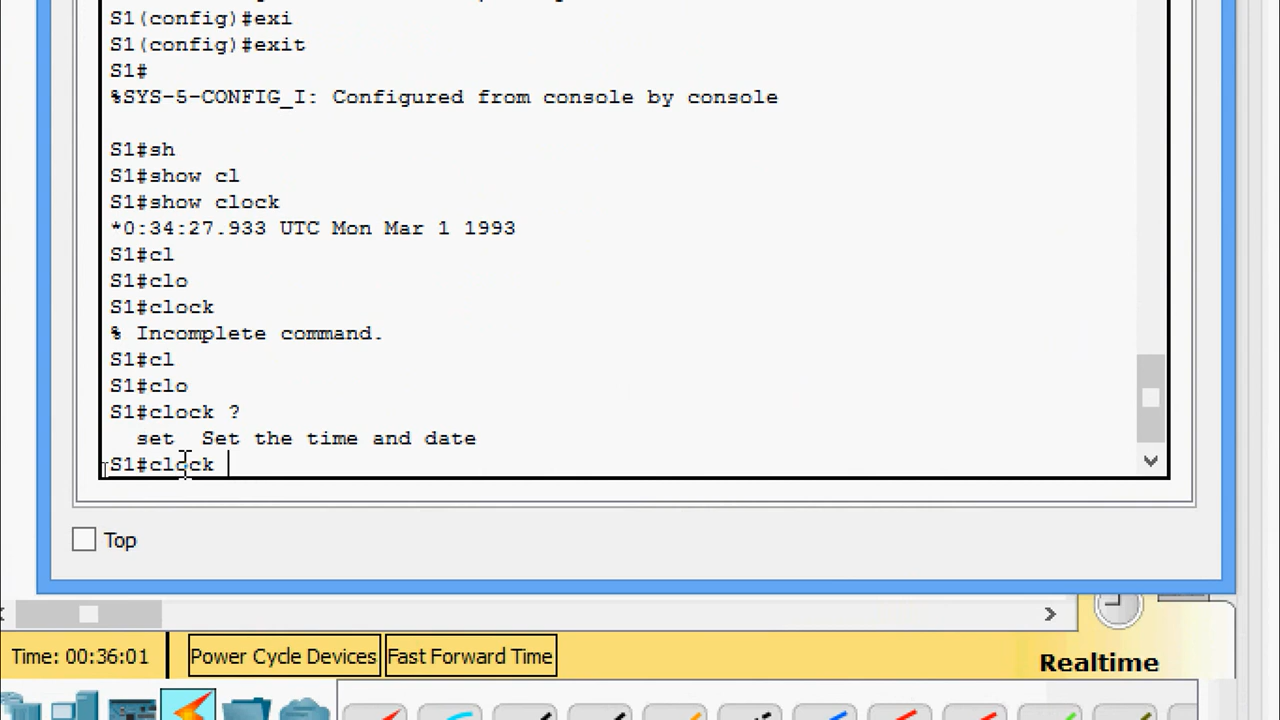 S1(config)#exi
S1(config)#exit
S1#
%SYS-5-CONFIG_I: Configured from console by console
S1#sh
S1#show cl
S1#show clock
*0:34:27.933 UTC Mon Mar 1 1993
S1#cl
S1#clo
S1#clock
% Incomplete command.
S1#cl
S1#clo
S1#clock ?
set Set the time and date
S1#clock
Top
Time: 00:36:01 Power Cycle Devices Fast Forward Time
Realtime